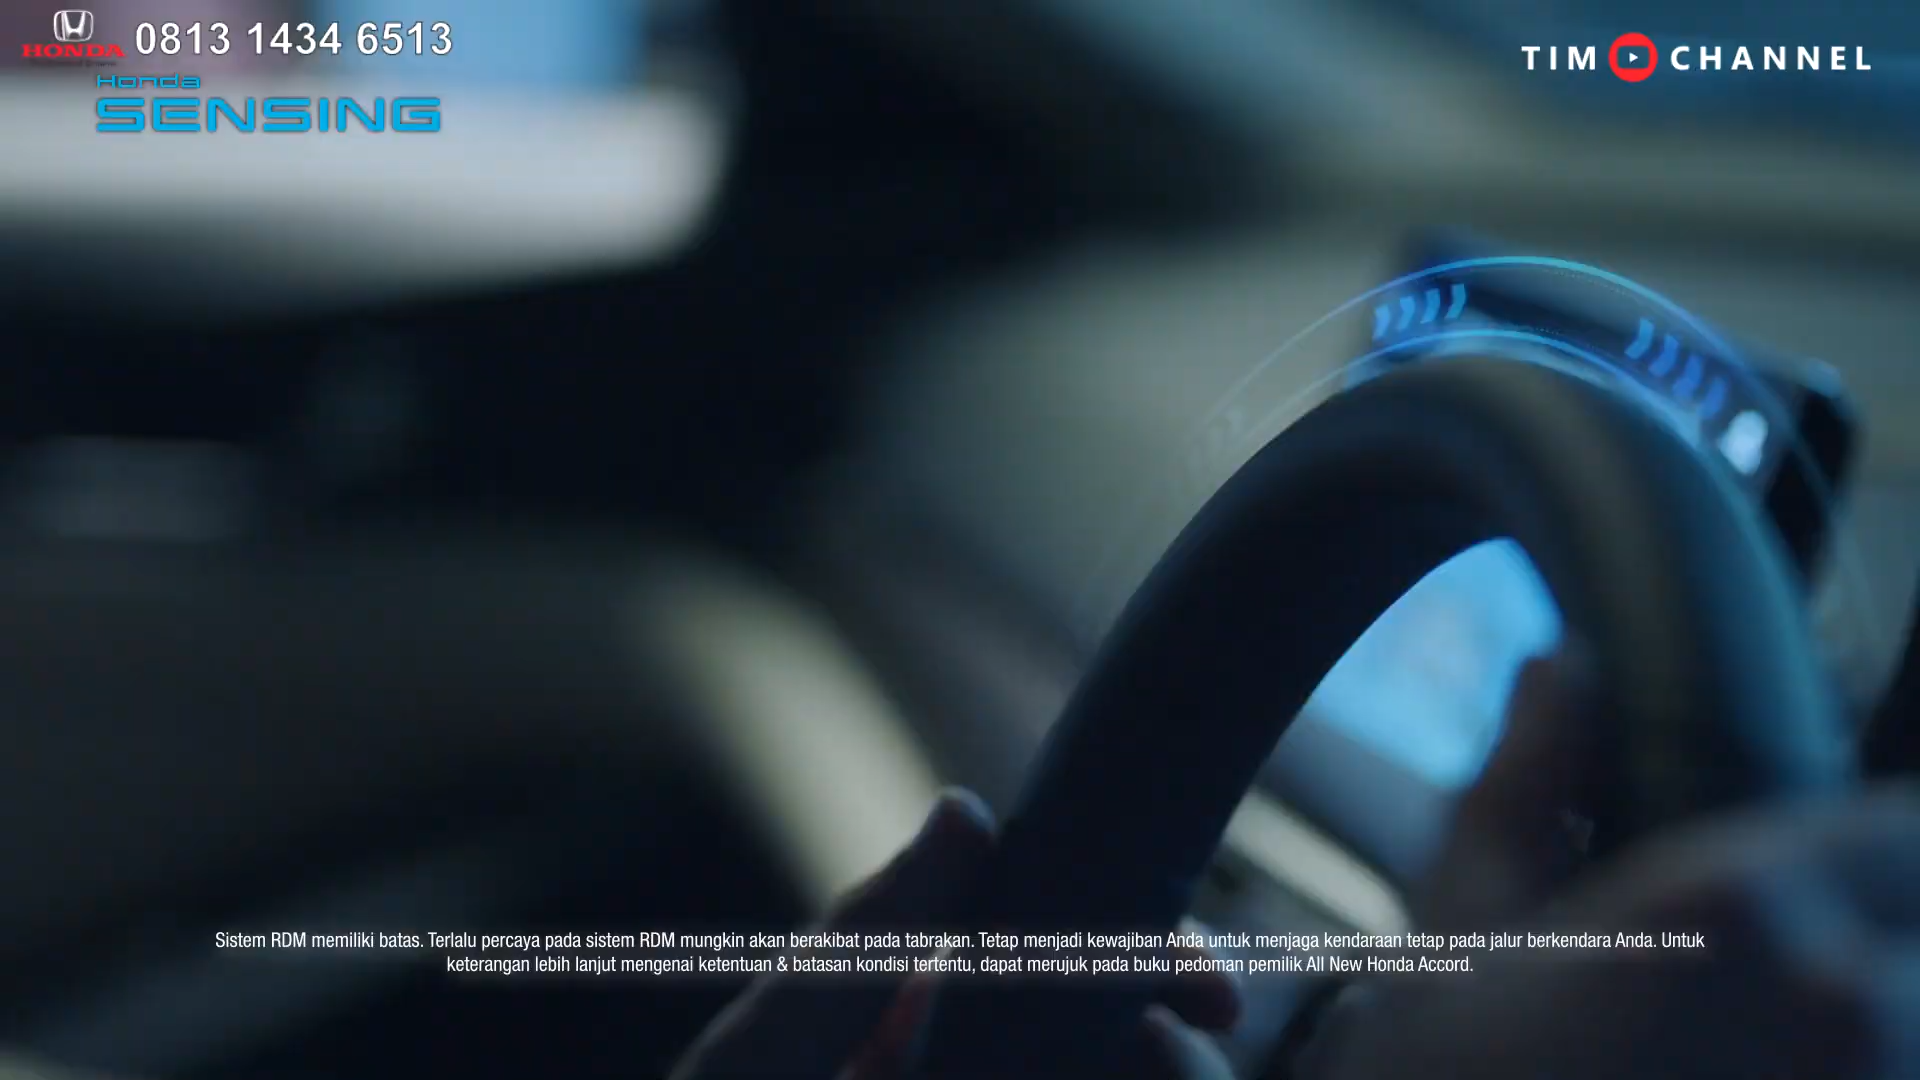 HONDA
0813 1434 6513
TIM CHANNEL
Honda
SENSING
Sistem RDM memiliki batas. Terlalu percaya pada sistem RDM mungkin akan berakibat pada tabrakan. Tetap menjadi kewajiban Anda untuk menjaga kendaraan tetap pada jalur berkendara Anda. Untuk
keterangan lebih lanjut mengenai ketentuan & batasan kondisi tertentu, dapat merujuk pada buku pedoman pemilik All New Honda Accord.